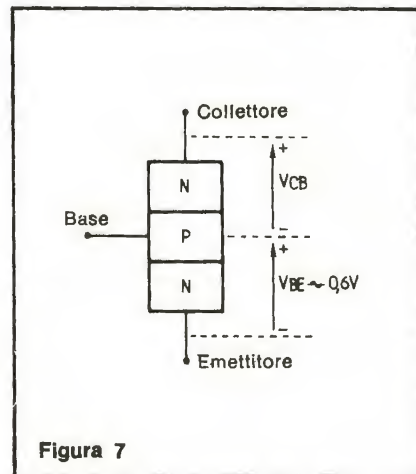 Collettore
+
N
VCB
Base
P
-
+
N
VBE ~ 0,6V
-
Emettitore
Figura 7